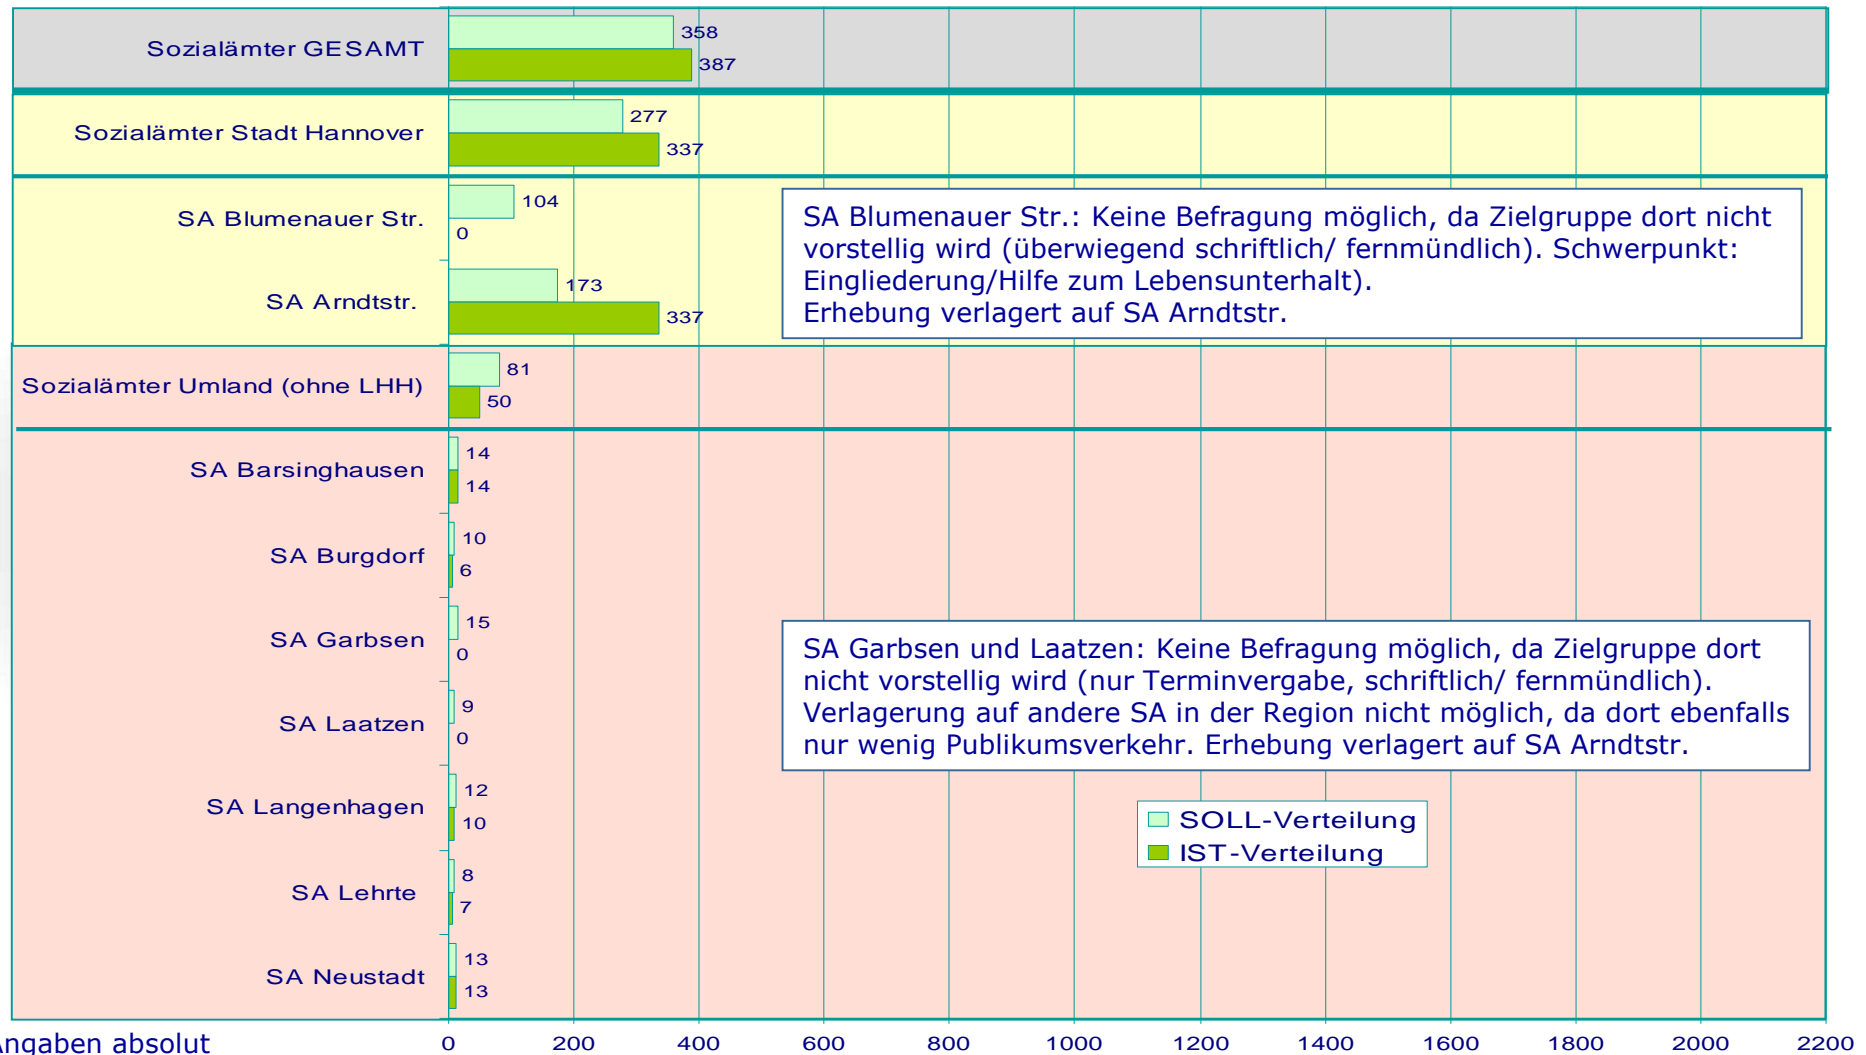 Sozialämter GESAMT
358
387
Sozialämter Stadt Hannover
277
337
SA Blumenauer Str.
104
0
SA Arndtstr.
173
337
SA Blumenauer Str.: Keine Befragung möglich, da Zielgruppe dort nicht
vorstellig wird (überwiegend schriftlich/ fernmündlich). Schwerpunkt:
Eingliederung/Hilfe zum Lebensunterhalt).
Erhebung verlagert auf SA Arndtstr.
Sozialämter Umland (ohne LHH)
81
50
SA Barsinghausen
14
14
SA Burgdorf
10
6
SA Garbsen
15
0
SA Laatzen
9
0
SA Garbsen und Laatzen: Keine Befragung möglich, da Zielgruppe dort
nicht vorstellig wird (nur Terminvergabe, schriftlich/ fernmündlich).
Verlagerung auf andere SA in der Region nicht möglich, da dort ebenfalls
nur wenig Publikumsverkehr. Erhebung verlagert auf SA Arndtstr.
SA Langenhagen
12
10
SOLL-Verteilung
IST-Verteilung
SA Lehrte
8
7
SA Neustadt
13
13
Angaben absolut
0 200 400 600 800 1000 1200 1400 1600 1800 2000 2200